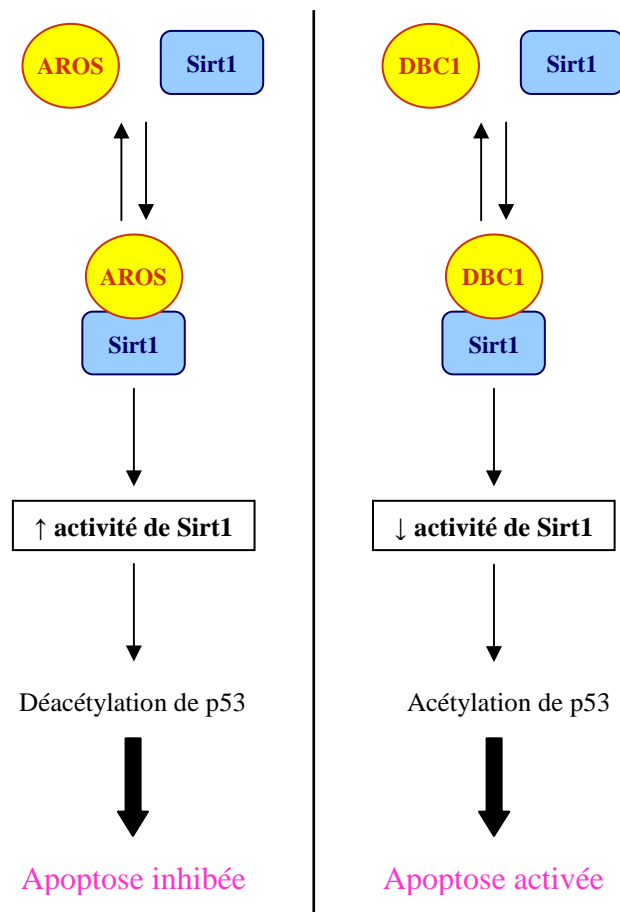 AROS
Sirt1
AROS
Sirt1
↑ activité de Sirt1
Déacétylation de p53
Apoptose inhibée
DBC1
Sirt1
DBC1
Sirt1
↓ activité de Sirt1
Acétylation de p53
Apoptose activée